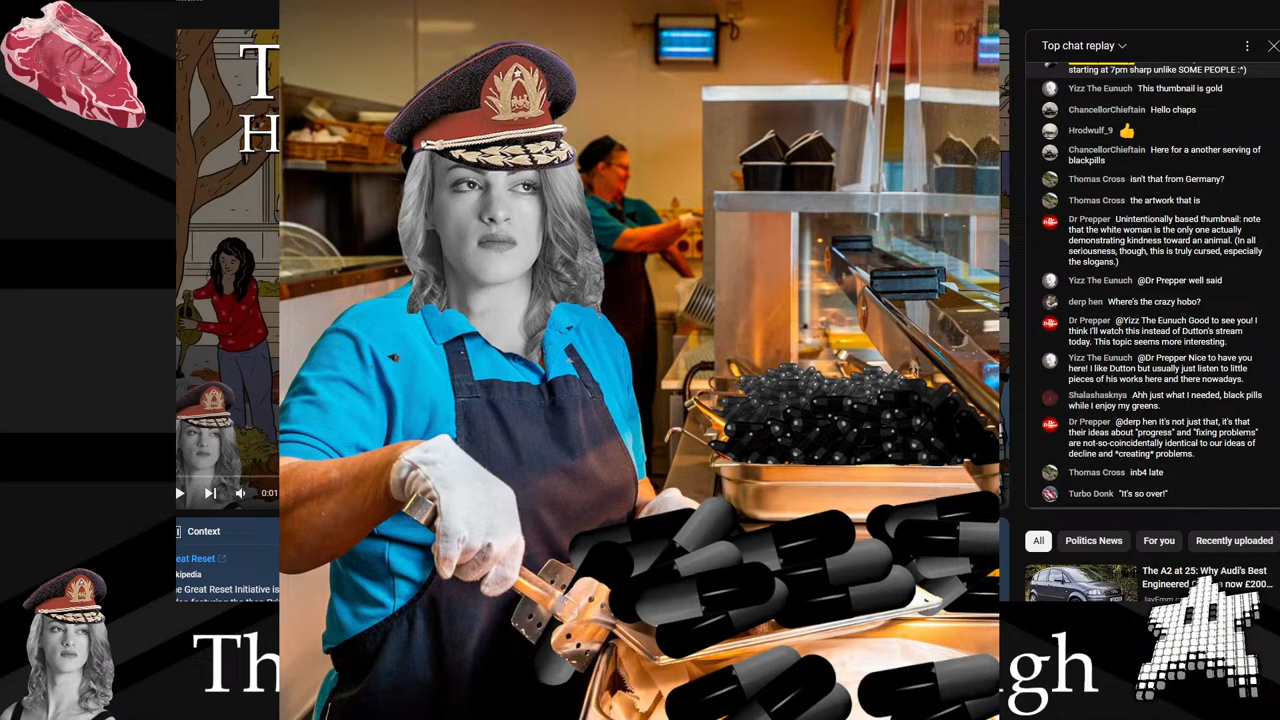 T
H
Top chat replay
starting at 7pm sharp unlike SOME PEOPLE :^)
Yizz The Eunuch This thumbnail is gold
ChancellorChieftain Hello chaps
Hrodwulf_9 👍
ChancellorChieftain Here for a another serving of
blackpills
Thomas Cross isn't that from Germany?
Thomas Cross the artwork that is
Dr Prepper Unintentionally based thumbnail: note
that the white woman is the only one actually
demonstrating kindness toward an animal. (In all
seriousness, though, this is truly cursed, especially
the slogans.)
Yizz The Eunuch @Dr Prepper well said
derp hen Where's the crazy hobo?
Dr Prepper @Yizz The Eunuch Good to see you! I
think I'll watch this instead of Dutton's stream
today. This topic seems more interesting.
Yizz The Eunuch @Dr Prepper Nice to have you
here! I like Dutton but usually just listen to little
pieces of his works here and there nowadays.
Shalashasknya Ahh just what I needed, black pills
while I enjoy my greens.
Dr Prepper @derp hen It's not just that, it's that
their ideas about "progress" and "fixing problems"
are not-so-coincidentally identical to our ideas of
decline and *creating* problems.
Thomas Cross inb4 late
Turbo Donk "It's so over!"
0:01
Context
eat Reset
kipedia
e Great Reset Initiative is
All Politics News For you Recently uploaded
The A2 at 25: Why Audi's Best
now £200...
Th
gh